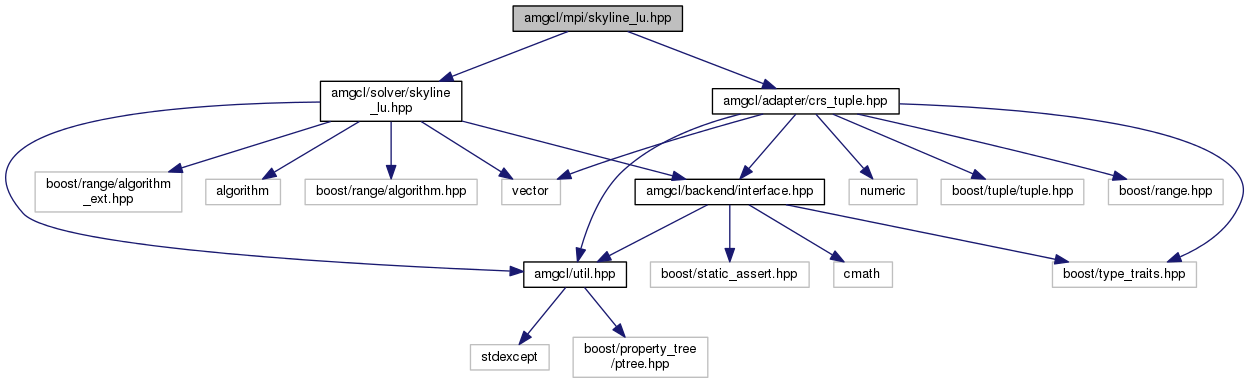 amgcl/mpi/skyline_lu.hpp
amgcl/solver/skyline
_lu.hpp
amgcl/adapter/crs_tuple.hpp
boost/range/algorithm
_ext.hpp
algorithm
boost/range/algorithm.hpp
vector
amgcl/backend/interface.hpp
numeric
boost/tuple/tuple.hpp
boost/range.hpp
amgcl/util.hpp
boost/static_assert.hpp
cmath
boost/type_traits.hpp
stdexcept
boost/property_tree
/ptree.hpp